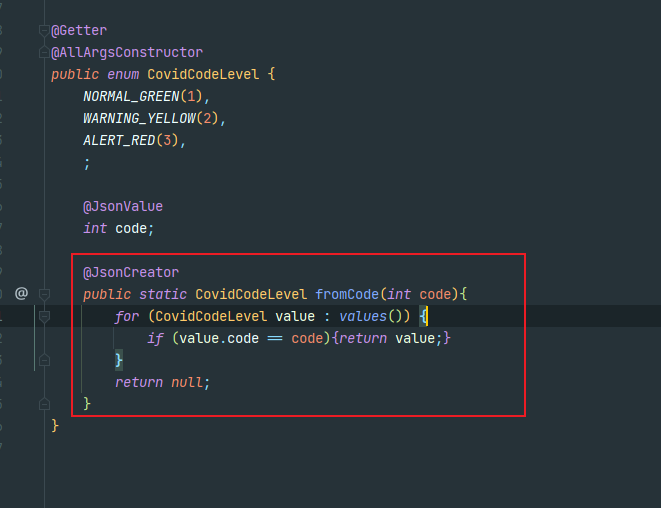 @Getter
@AllArgsConstructor
public enum CovidCodeLevel {
NORMAL_GREEN(1),
WARNING_YELLOW(2),
ALERT_RED(3),
;
@JsonValue
int code;
@JsonCreator
public static CovidCodeLevel fromCode(int code){
for (CovidCodeLevel value : values()) {
if (value.code == code){return value;}
}
return null;
}
}